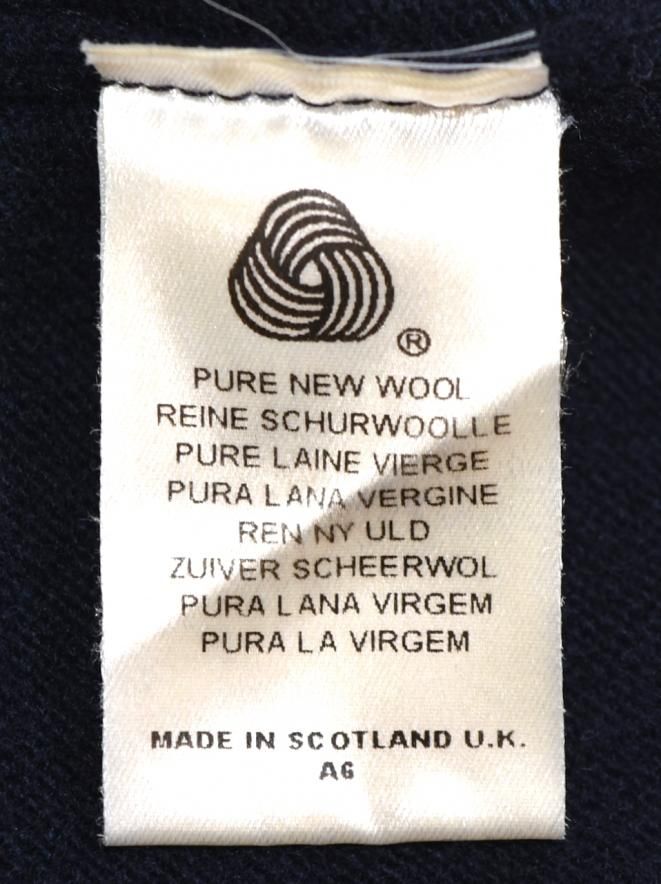 ®
PURE NEW WOOL
REINE SCHURWOOLLE
PURE LAINE VIERGE
PURA LANA VERGINE
REN NY ULD
ZUIVER SCHEERWOL
PURA LANA VIRGEM
PURA LA VIRGEM
MADE IN SCOTLAND U.K.
A6